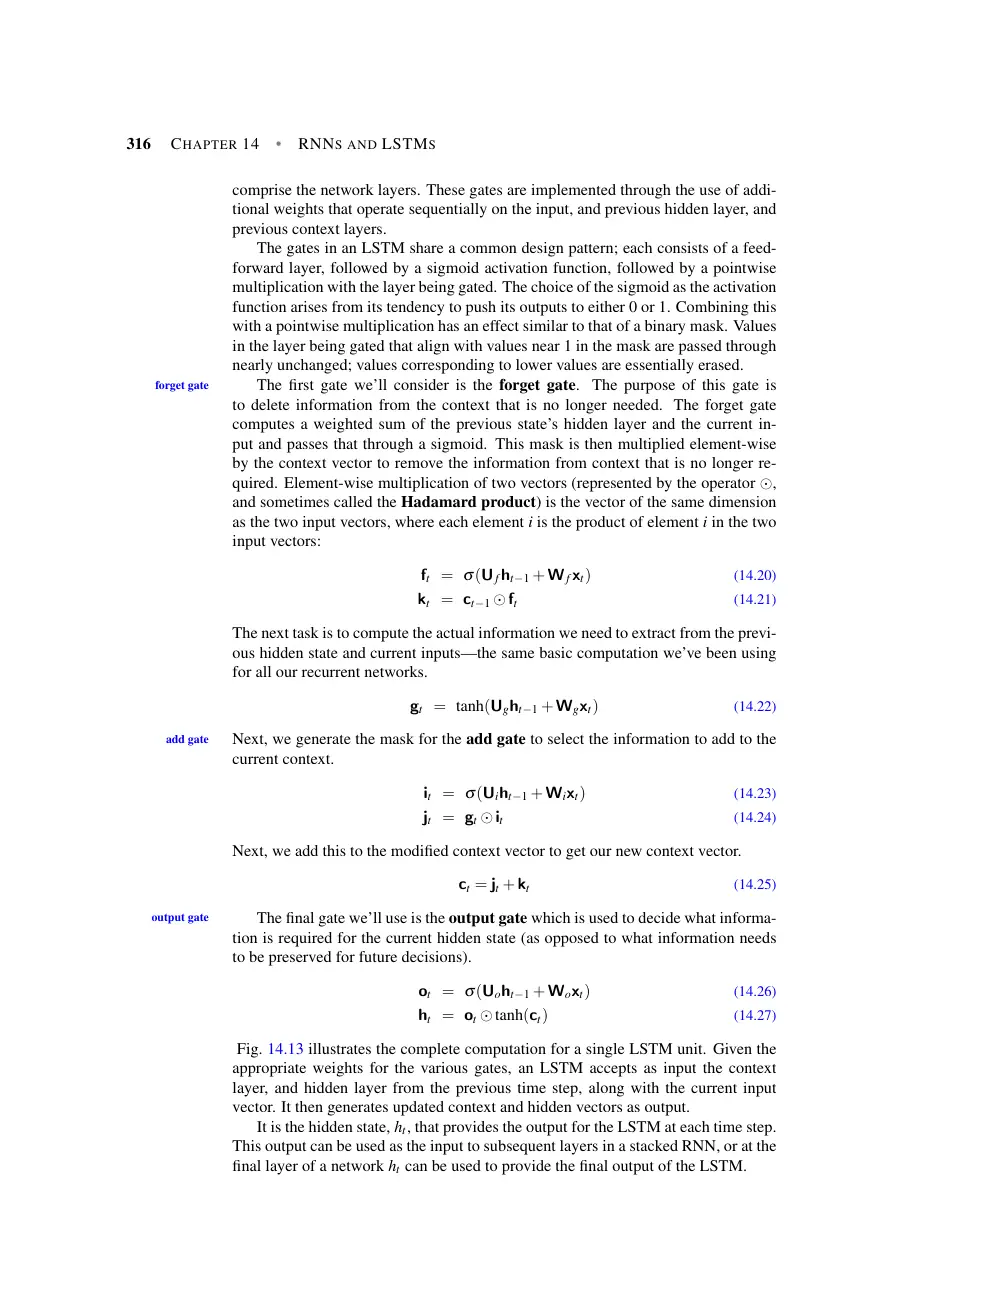 316 CHAPTER 14 • RNNS AND LSTMS
comprise the network layers. These gates are implemented through the use of addi-
tional weights that operate sequentially on the input, and previous hidden layer, and
previous context layers.
The gates in an LSTM share a common design pattern; each consists of a feed-
forward layer, followed by a sigmoid activation function, followed by a pointwise
multiplication with the layer being gated. The choice of the sigmoid as the activation
function arises from its tendency to push its outputs to either 0 or 1. Combining this
with a pointwise multiplication has an effect similar to that of a binary mask. Values
in the layer being gated that align with values near 1 in the mask are passed through
nearly unchanged; values corresponding to lower values are essentially erased.
forget gate The first gate we'll consider is the forget gate. The purpose of this gate is
to delete information from the context that is no longer needed. The forget gate
computes a weighted sum of the previous state's hidden layer and the current in-
put and passes that through a sigmoid. This mask is then multiplied element-wise
by the context vector to remove the information from context that is no longer re-
quired. Element-wise multiplication of two vectors (represented by the operator ⊙,
and sometimes called the Hadamard product) is the vector of the same dimension
as the two input vectors, where each element i is the product of element i in the two
input vectors:
f_t = σ(U_f h_{t−1} + W_f x_t) (14.20)
k_t = c_{t−1} ⊙ f_t (14.21)
The next task is to compute the actual information we need to extract from the previ-
ous hidden state and current inputs—the same basic computation we've been using
for all our recurrent networks.
g_t = tanh(U_g h_{t−1} + W_g x_t) (14.22)
add gate Next, we generate the mask for the add gate to select the information to add to the
current context.
i_t = σ(U_i h_{t−1} + W_i x_t) (14.23)
j_t = g_t ⊙ i_t (14.24)
Next, we add this to the modified context vector to get our new context vector.
c_t = j_t + k_t (14.25)
output gate The final gate we'll use is the output gate which is used to decide what informa-
tion is required for the current hidden state (as opposed to what information needs
to be preserved for future decisions).
o_t = σ(U_o h_{t−1} + W_o x_t) (14.26)
h_t = o_t ⊙ tanh(c_t) (14.27)
Fig. 14.13 illustrates the complete computation for a single LSTM unit. Given the
appropriate weights for the various gates, an LSTM accepts as input the context
layer, and hidden layer from the previous time step, along with the current input
vector. It then generates updated context and hidden vectors as output.
It is the hidden state, h_t, that provides the output for the LSTM at each time step.
This output can be used as the input to subsequent layers in a stacked RNN, or at the
final layer of a network h_t can be used to provide the final output of the LSTM.